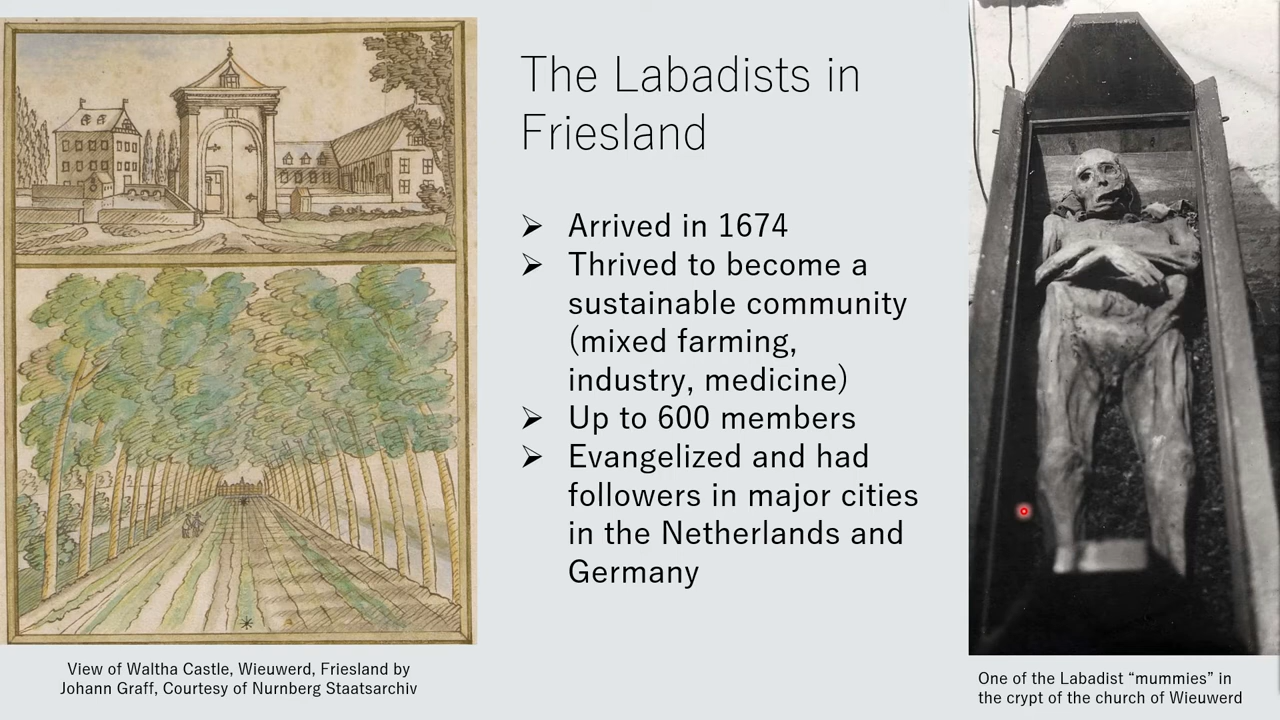 The Labadists in
Friesland
➢ Arrived in 1674
➢ Thrived to become a
sustainable community
(mixed farming,
industry, medicine)
➢ Up to 600 members
➢ Evangelized and had
followers in major cities
in the Netherlands and
Germany
View of Waltha Castle, Wieuwerd, Friesland by
Johann Graff, Courtesy of Nurnberg Staatsarchiv
One of the Labadist “mummies” in
the crypt of the church of Wieuwerd